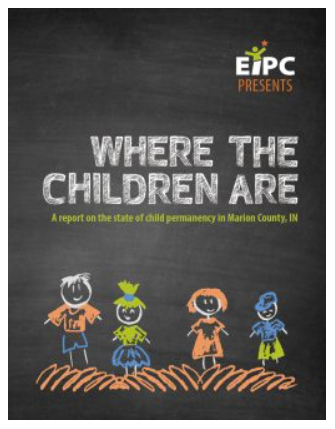 EiPC
PRESENTS
WHERE THE
CHILDREN ARE
A report on the state of child permanency in Marion County, IN